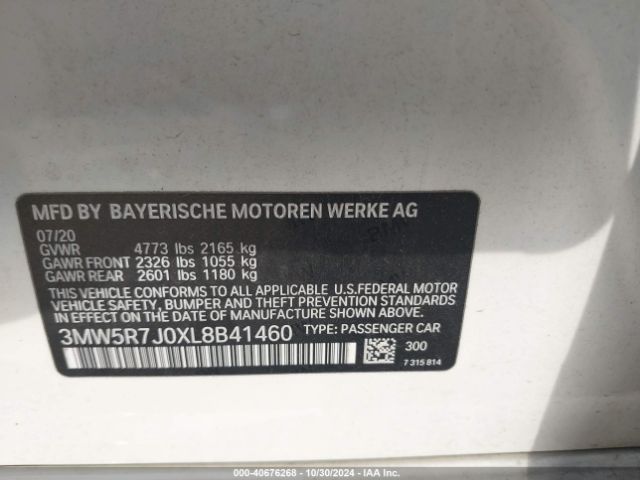 MFD BY BAYERISCHE MOTOREN WERKE AG
07/20
GVWR 4773 lbs 2165 kg
GAWR FRONT 2326 lbs 1055 kg
GAWR REAR 2601 lbs 1180 kg
THIS VEHICLE CONFORMS TO ALL APPLICABLE U.S.FEDERAL MOTOR
VEHICLE SAFETY, BUMPER AND THEFT PREVENTION STANDARDS IN
EFFECT ON THE DATE OF MANUFACTURE SHOWN ABOVE.
3MW5R7J0XL8B41460 TYPE: PASSENGER CAR
300
7 315 814
000-40676268 - 10/30/2024 - IAA Inc.